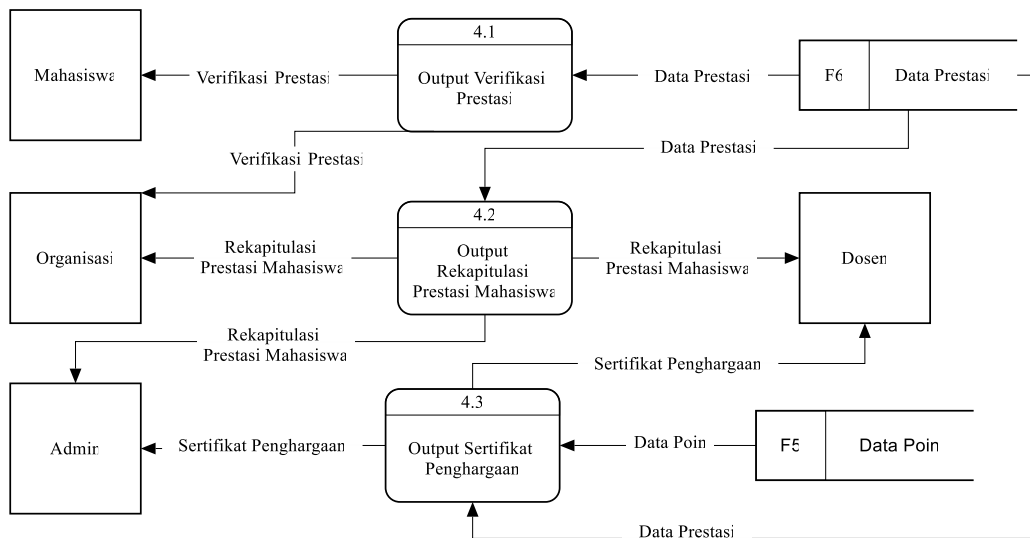 4.1
Mahasiswa
Verifikasi Prestasi
Output Verifikasi
Prestasi
Data Prestasi
F6
Data Prestasi
Verifikasi Prestasi
Data Prestasi
4.2
Organisasi
Rekapitulasi
Prestasi Mahasiswa
Output
Rekapitulasi
Prestasi Mahasiswa
Rekapitulasi
Prestasi Mahasiswa
Dosen
Rekapitulasi
Prestasi Mahasiswa
Sertifikat Penghargaan
4.3
Admin
Sertifikat Penghargaan
Output Sertifikat
Penghargaan
Data Poin
F5
Data Poin
Data Prestasi